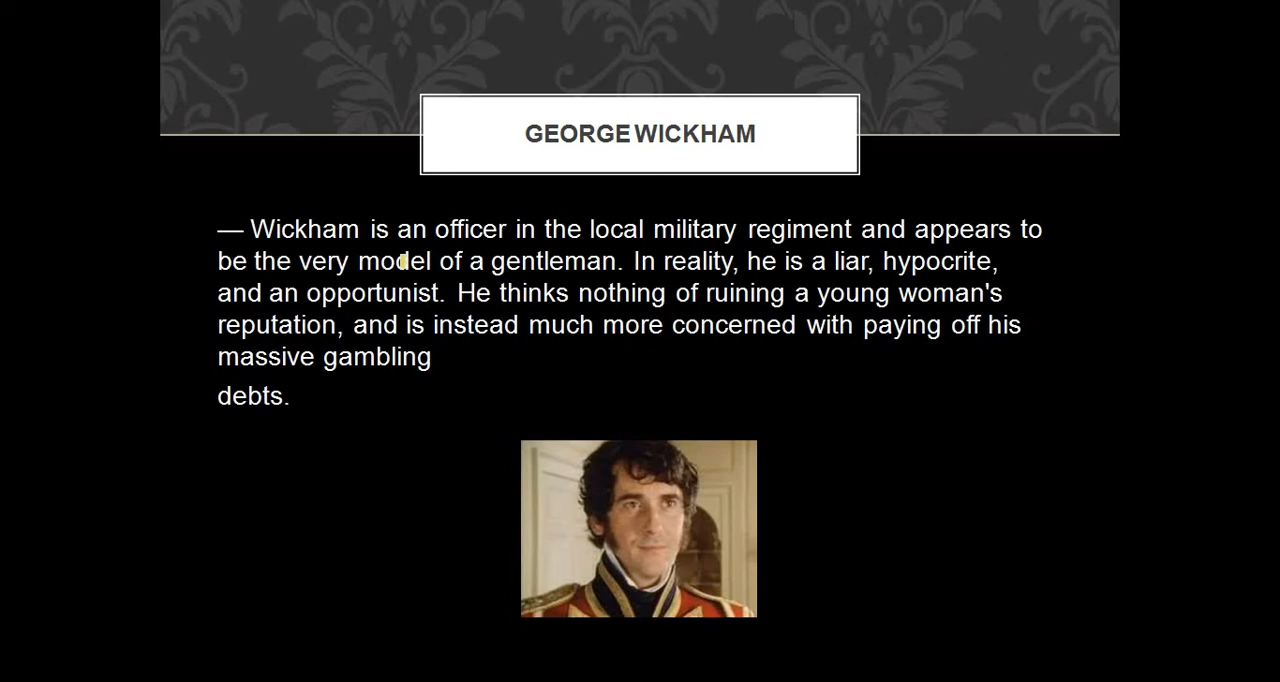 GEORGE WICKHAM
— Wickham is an officer in the local military regiment and appears to
be the very model of a gentleman. In reality, he is a liar, hypocrite,
and an opportunist. He thinks nothing of ruining a young woman's
reputation, and is instead much more concerned with paying off his
massive gambling
debts.